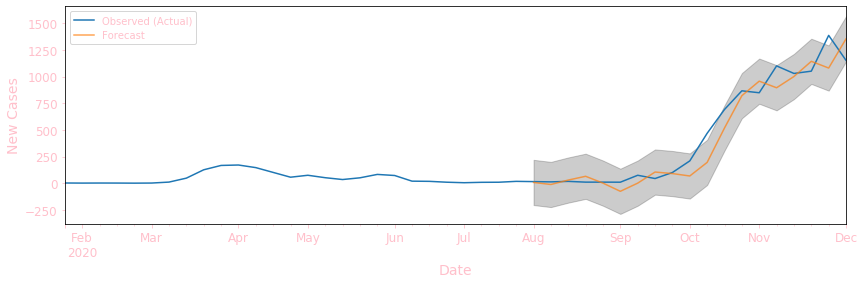 Observed (Actual)
Forecast
New Cases
1500
1250
1000
750
500
250
0
−250
Feb
2020
Mar
Apr
May
Jun
Jul
Aug
Sep
Oct
Nov
Dec
Date